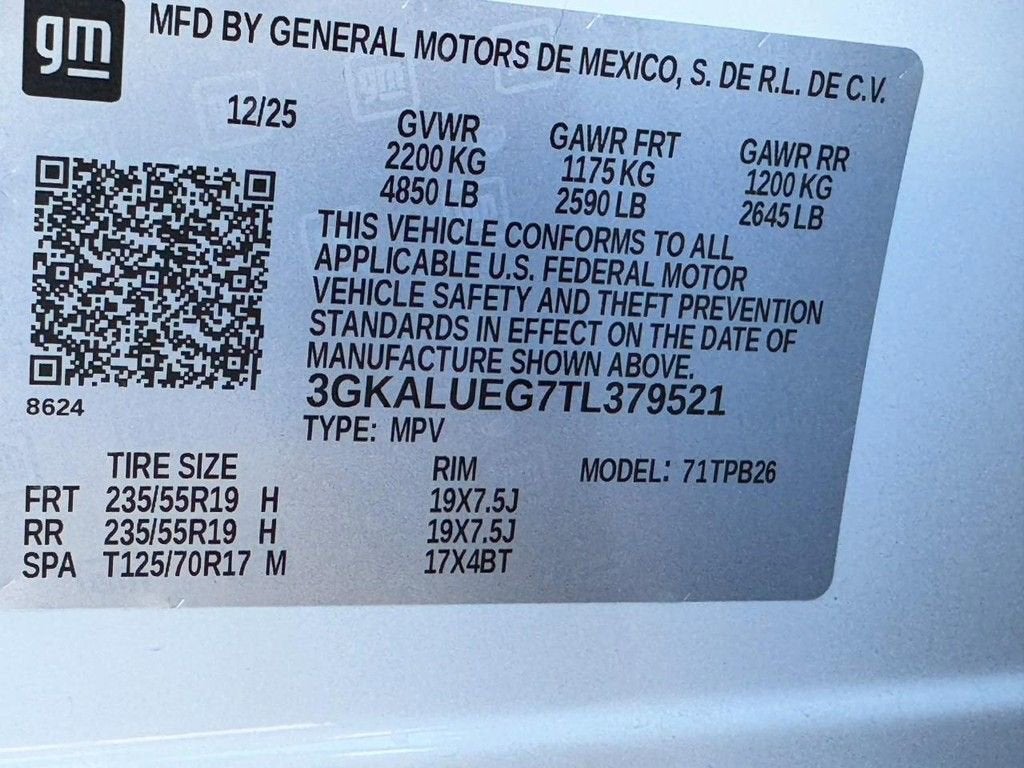 gm
MFD BY GENERAL MOTORS DE MEXICO, S. DE R.L. DE C.V.
12/25 GVWR GAWR FRT GAWR RR
2200 KG 1175 KG 1200 KG
4850 LB 2590 LB 2645 LB
THIS VEHICLE CONFORMS TO ALL
APPLICABLE U.S. FEDERAL MOTOR
VEHICLE SAFETY AND THEFT PREVENTION
STANDARDS IN EFFECT ON THE DATE OF
MANUFACTURE SHOWN ABOVE.
3GKALUEG7TL379521
8624
TYPE: MPV
TIRE SIZE RIM MODEL: 71TPB26
FRT 235/55R19 H 19X7.5J
RR 235/55R19 H 19X7.5J
SPA T125/70R17 M 17X4BT